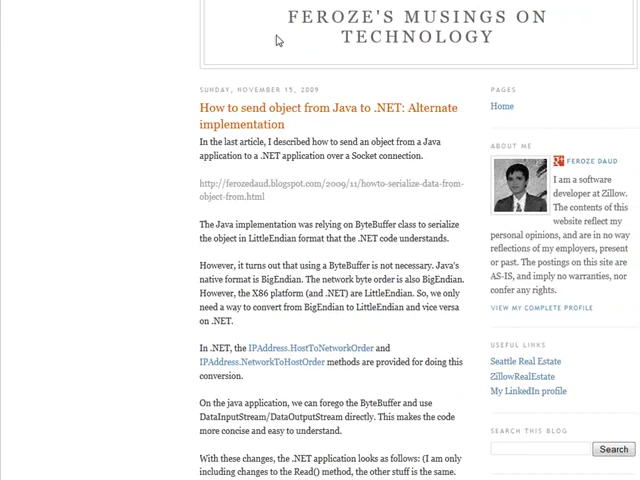 FEROZE'S MUSINGS ON
TECHNOLOGY
SUNDAY, NOVEMBER 15, 2009
How to send object from Java to .NET: Alternate
implementation
In the last article, I described how to send an object from a Java
application to a .NET application over a Socket connection.
http://ferozedaud.blogspot.com/2009/11/howto-serialize-data-from-
object-from.html
The Java implementation was relying on ByteBuffer class to serialize
the object in LittleEndian format that the .NET code understands.
However, it turns out that using a ByteBuffer is not necessary. Java's
native format is BigEndian. The network byte order is also BigEndian.
However, the X86 platform (and .NET) are LittleEndian. So, we only
need a way to convert from BigEndian to LittleEndian and vice versa
on .NET.
In .NET, the IPAddress.HostToNetworkOrder and
IPAddress.NetworkToHostOrder methods are provided for doing this
conversion.
On the java application, we can forego the ByteBuffer and use
DataInputStream/DataOutputStream directly. This makes the code
more concise and easy to understand.
With these changes, the .NET application looks as follows: (I am only
including changes to the Read() method, the other stuff is the same.
PAGES
Home
ABOUT ME
FEROZE DAUD
I am a software
developer at Zillow.
The contents of this
website reflect my
personal opinions, and are in no way
reflections of my employers, present
or past. The postings on this site are
AS-IS, and imply no warranties, nor
confer any rights.
VIEW MY COMPLETE PROFILE
USEFUL LINKS
Seattle Real Estate
ZillowRealEstate
My LinkedIn profile
SEARCH THIS BLOG
Search